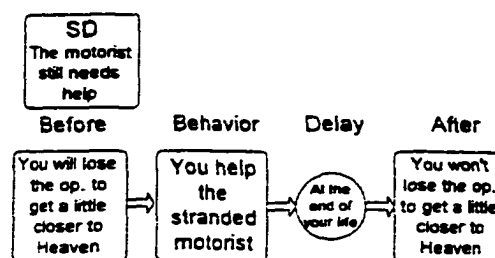 SD
The motorist
still needs
help
Before Behavior Delay After
You will lose
the op. to
get a little
closer to
Heaven
You help
the
stranded
motorist
At the
end of
your life
You won't
lose the op.
to get a little
closer to
Heaven